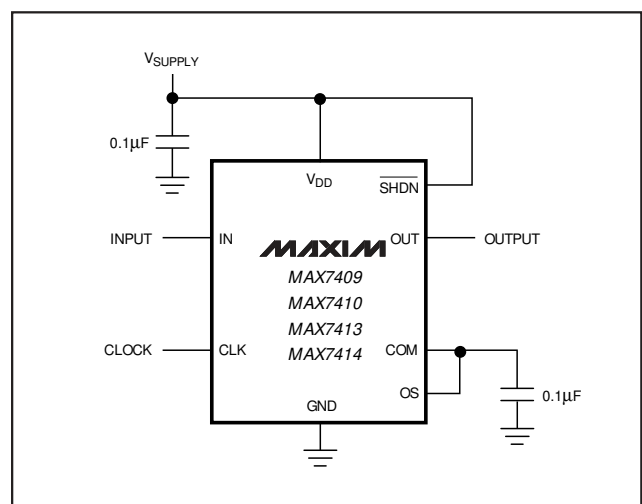 VSUPPLY
0.1µF
VDD
SHDN
INPUT
IN
MAXIM
OUT
OUTPUT
MAX7409
MAX7410
MAX7413
MAX7414
CLOCK
CLK
COM
OS
0.1µF
GND